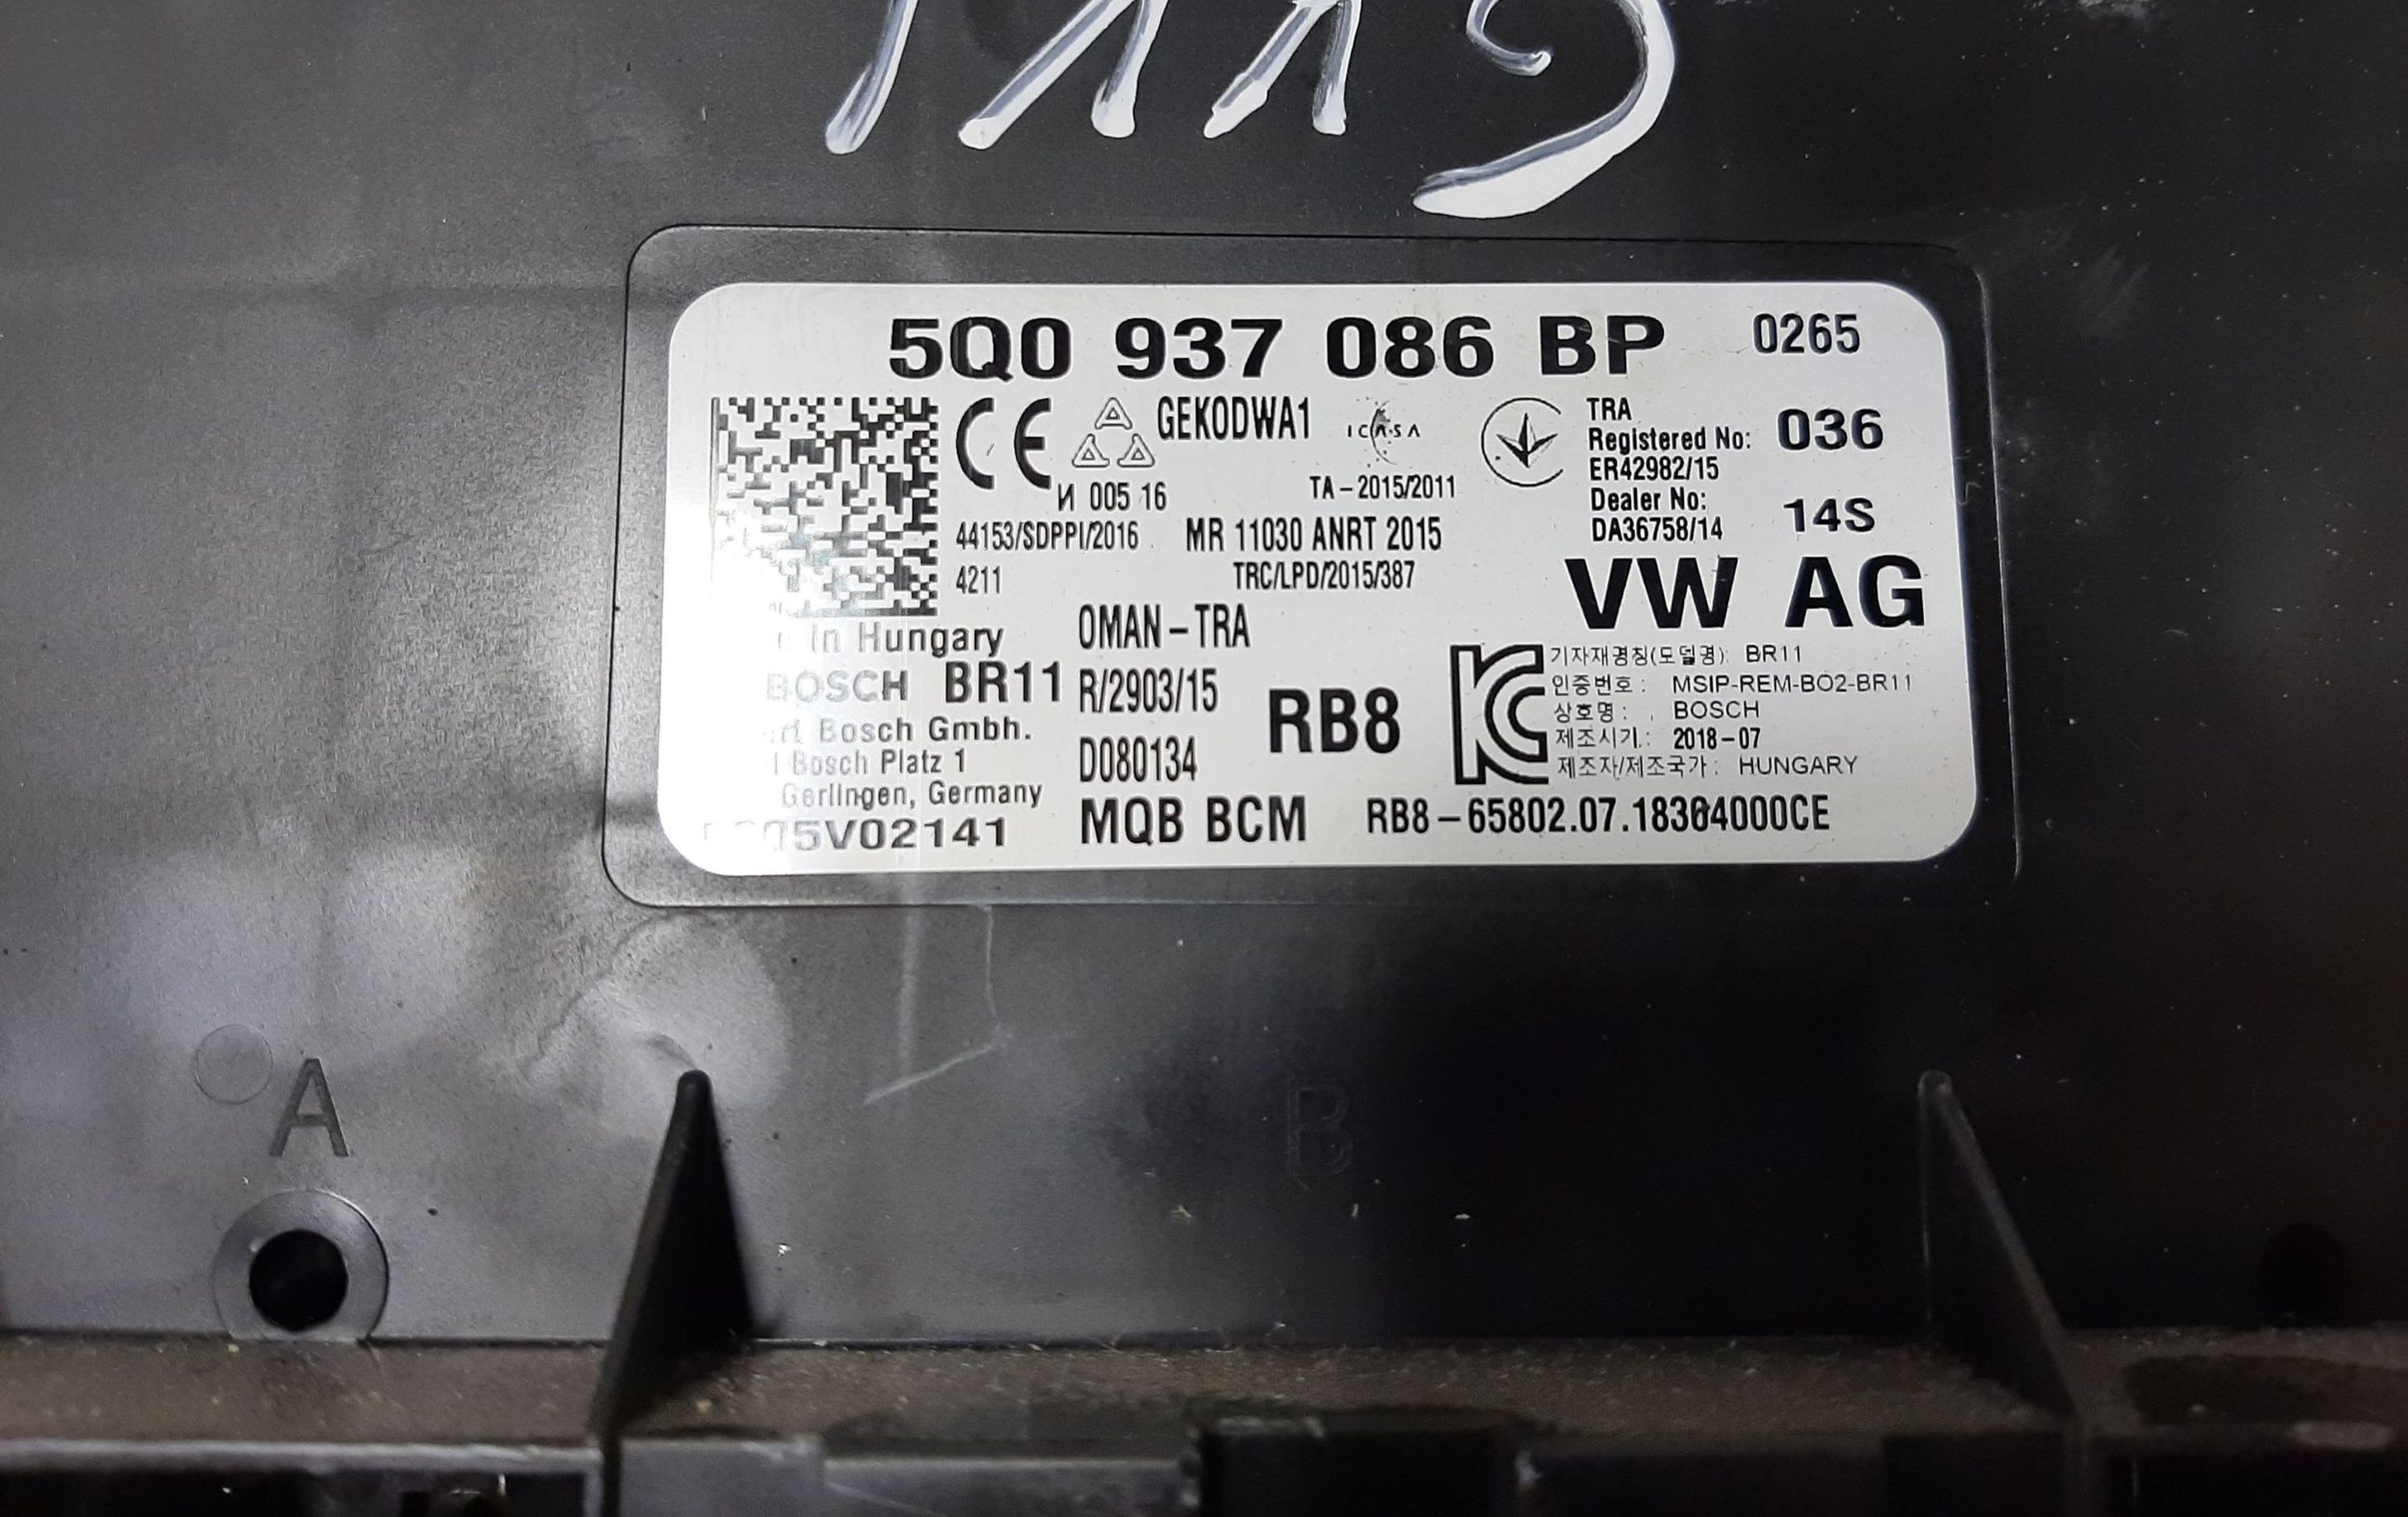 5Q0 937 086 BP 0265
CE GEKODWA1 ICASA
TRA
Registered No: 036
ER42982/15
И 005 16 TA-2015/2011
Dealer No:
DA36758/14 14S
44153/SDPPI/2016 MR 11030 ANRT 2015
4211 TRC/LPD/2015/387
VW AG
in Hungary OMAN-TRA
BOSCH BR11 R/2903/15 RB8
Bosch Gmbh.
Bosch Platz 1 D080134
Gerlingen, Germany
MQB BCM
기자재명칭(모델명): BR11
인증번호: MSIP-REM-BO2-BR11
상호명: BOSCH
제조시기: 2018-07
제조자/제조국가: HUNGARY
A
B